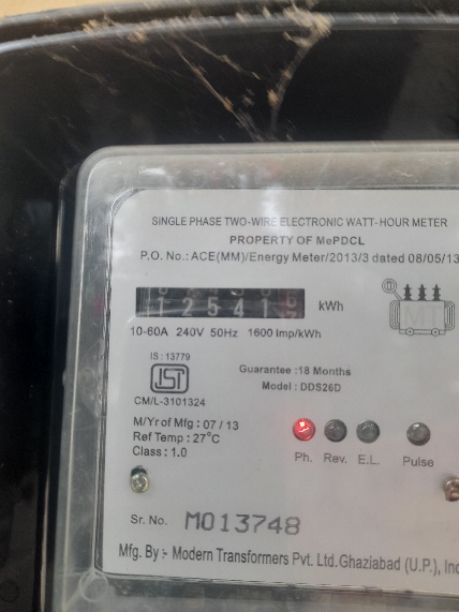 SINGLE PHASE TWO-WIRE ELECTRONIC WATT-HOUR METER
PROPERTY OF MePDCL
P.O. No.: ACE(MM)/Energy Meter/2013/3 dated 08/05/13
12541 kWh
10-60A 240V 50Hz 1600 Imp/kWh
MT
IS : 13779
ISI
CM/L-3101324
Guarantee :18 Months
Model : DDS26D
M/Yr of Mfg : 07 / 13
Ref Temp : 27°C
Class : 1.0
Ph. Rev. E.L. Pulse
Sr. No. M013748
Mfg. By :- Modern Transformers Pvt. Ltd. Ghaziabad (U.P.),